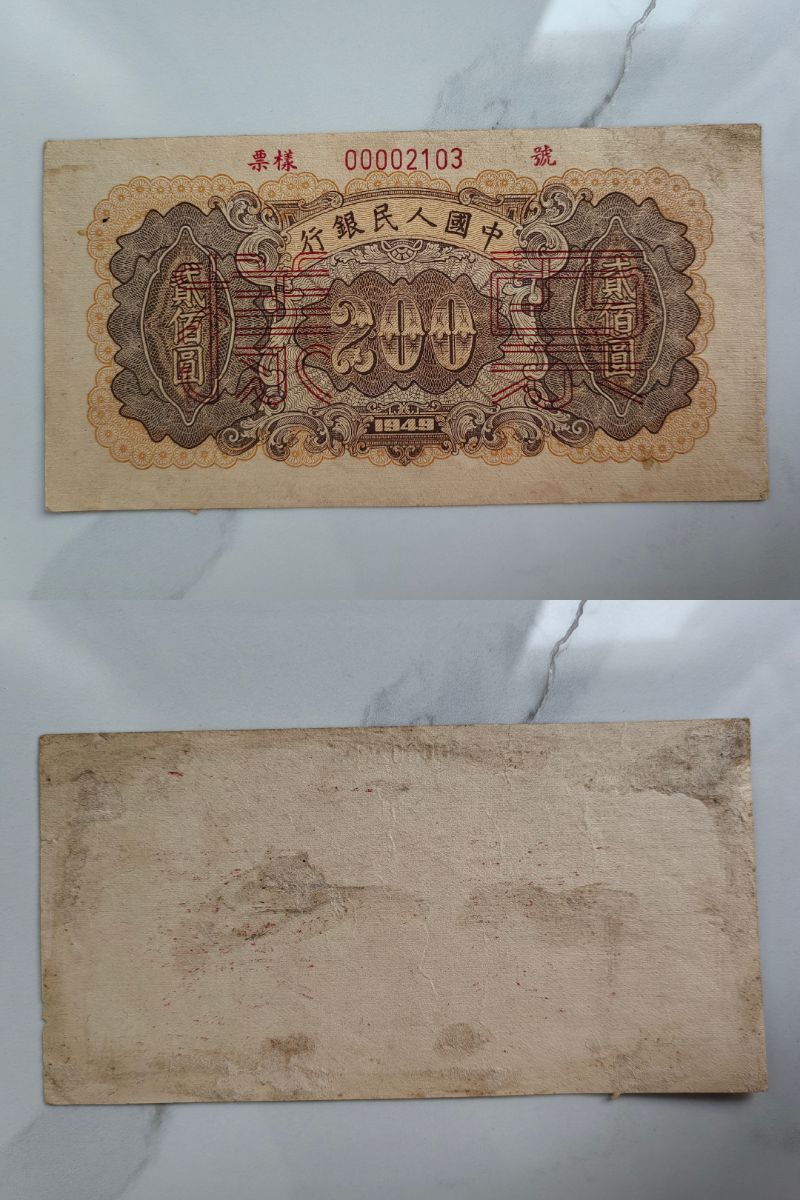 票樣 00002103 號
中國人民銀行
貳佰圓
200
貳佰圓
1949